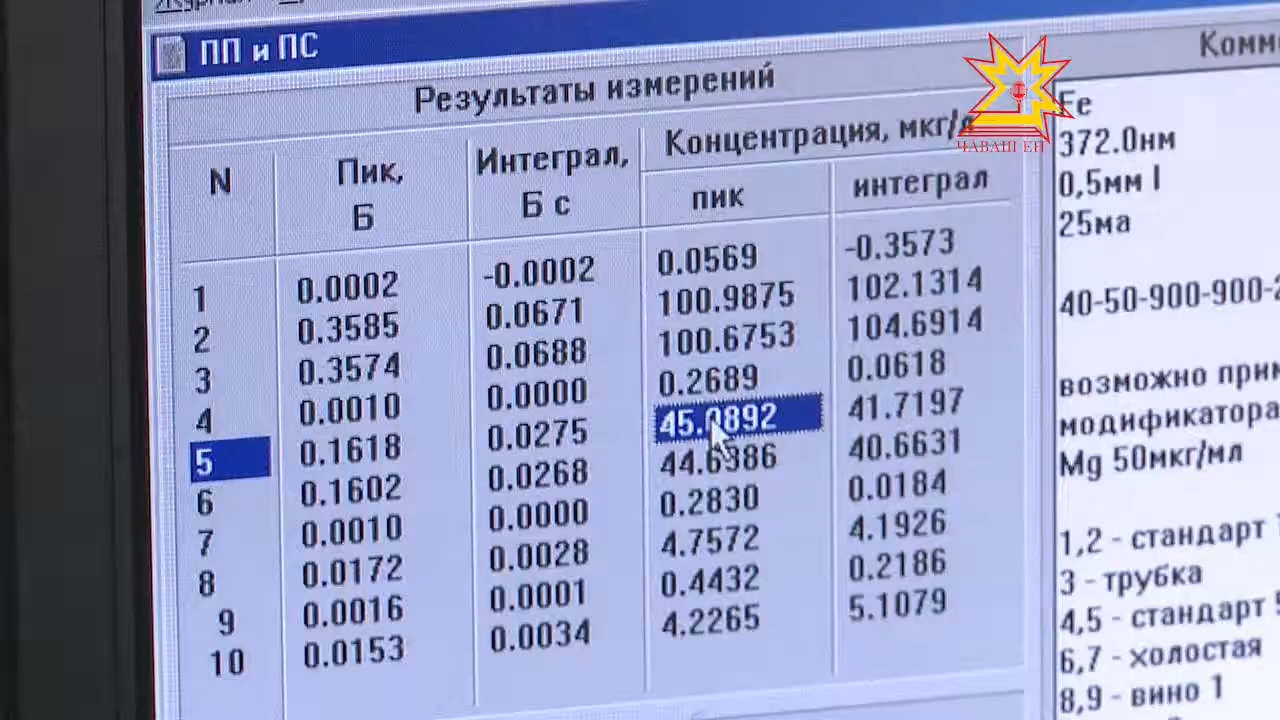 ПП и ПС
Результаты измерений
N
Пик, Б
Интеграл, Б с
Концентрация, мкг/л
пик
интеграл
1 0.0002 -0.0002 0.0569 -0.3573
2 0.3585 0.0671 100.9875 102.1314
3 0.3574 0.0688 100.6753 104.6914
4 0.0010 0.0000 0.2689 0.0618
5 0.1618 0.0275 45.0892 41.7197
6 0.1602 0.0268 44.6386 40.6631
7 0.0010 0.0000 0.2830 0.0184
8 0.0172 0.0028 4.7572 4.1926
9 0.0016 0.0001 0.4432 0.2186
10 0.0153 0.0034 4.2265 5.1079
Fe
372.0нм
0,5мм I
25ма
40-50-900-900-
возможно
модификатора
Mg 50мкг/мл
1,2 - стандарт
3 - трубка
4,5 - стандарт
6,7 - холостая
8,9 - вино 1
ЧӐВАШ ЕН